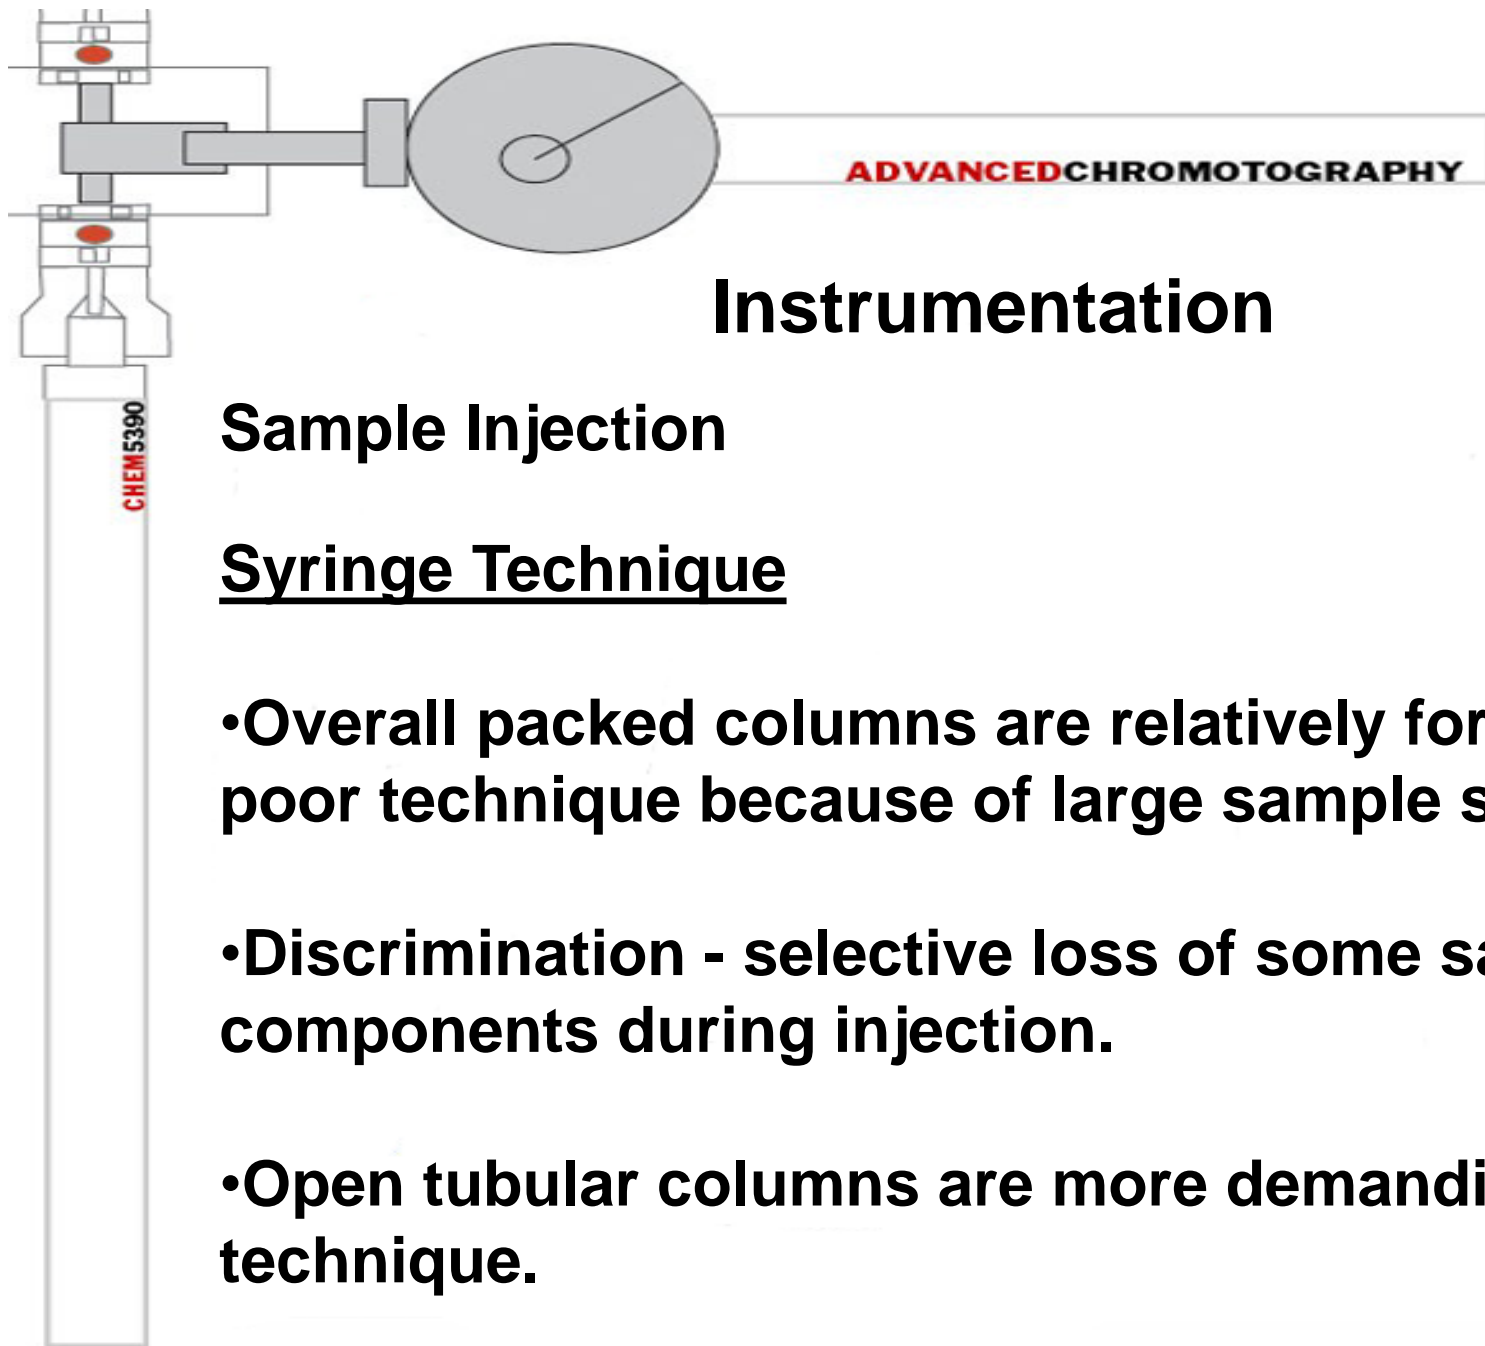 ADVANCEDCHROMOTOGRAPHY
Instrumentation
CHEM5390
Sample Injection
Syringe Technique
•Overall packed columns are relatively for
poor technique because of large sample s
•Discrimination - selective loss of some sa
components during injection.
•Open tubular columns are more demandi
technique.